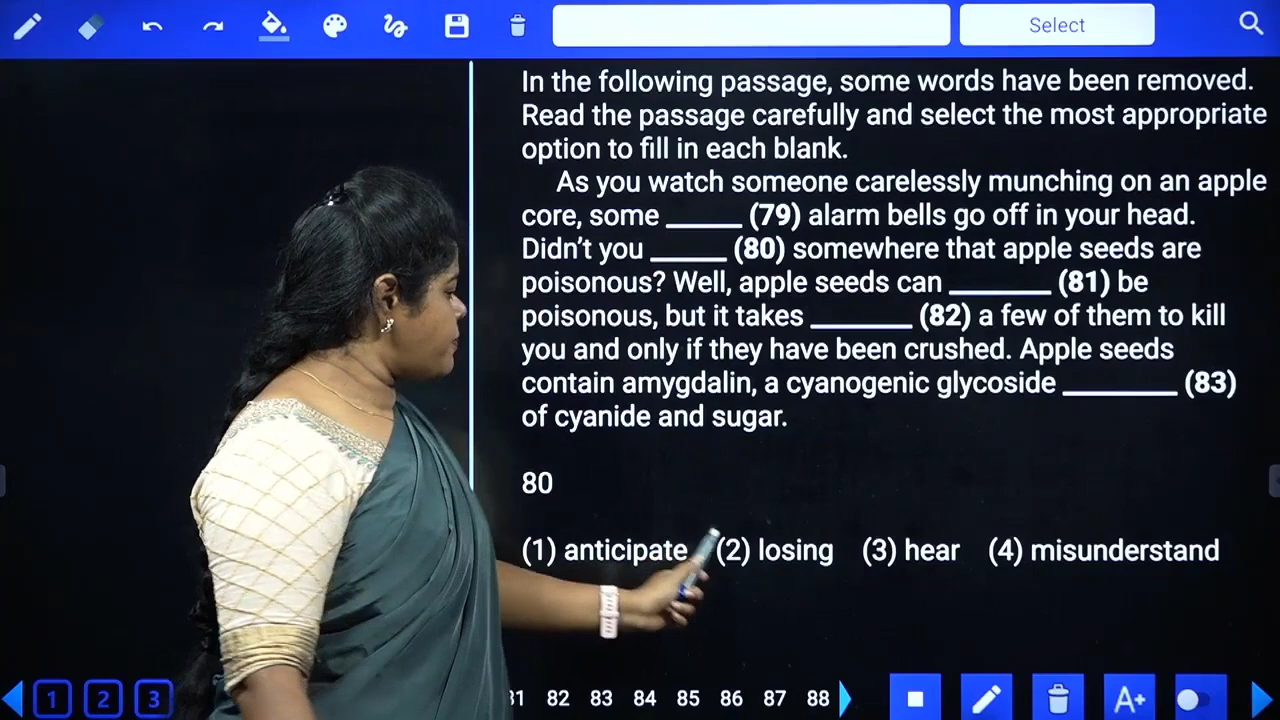 Select
In the following passage, some words have been removed.
Read the passage carefully and select the most appropriate
option to fill in each blank.
As you watch someone carelessly munching on an apple
core, some _____ (79) alarm bells go off in your head.
Didn't you _____ (80) somewhere that apple seeds are
poisonous? Well, apple seeds can _______ (81) be
poisonous, but it takes _______ (82) a few of them to kill
you and only if they have been crushed. Apple seeds
contain amygdalin, a cyanogenic glycoside ________ (83)
of cyanide and sugar.
80
(1) anticipate (2) losing (3) hear (4) misunderstand
1 2 3 82 83 84 85 86 87 88 A+